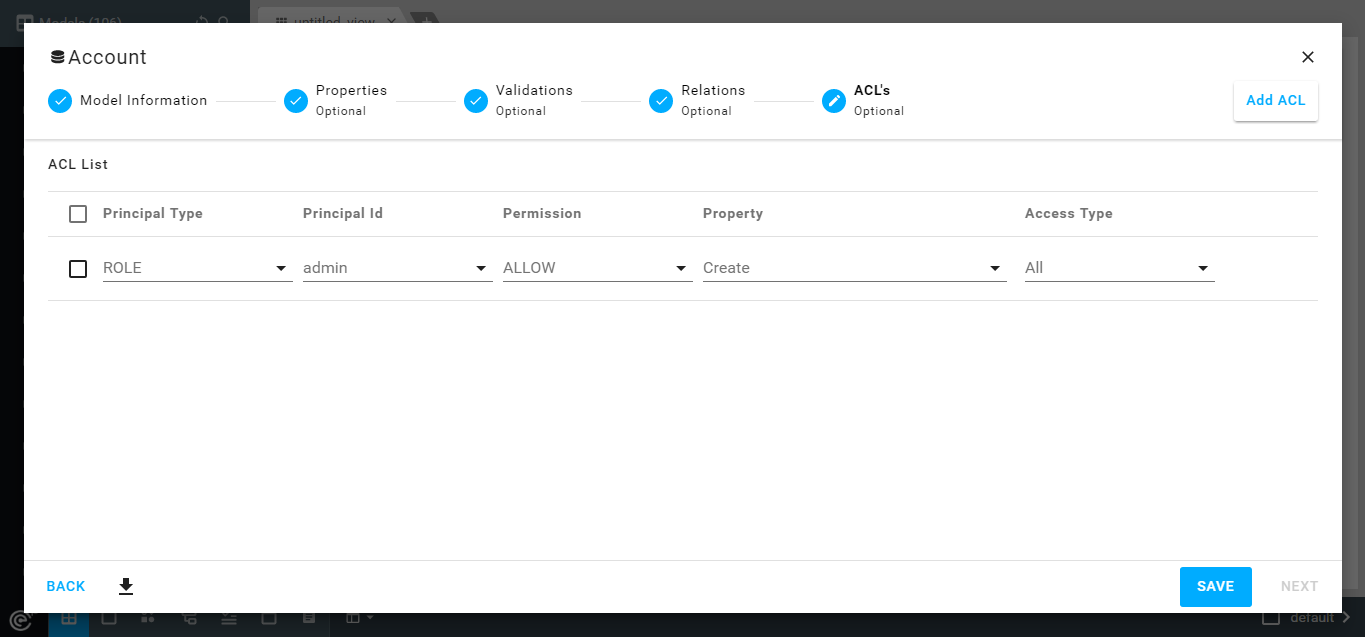 Models (106)
untitled_view
Account
Model Information
Properties
Optional
Validations
Optional
Relations
Optional
ACL's
Optional
Add ACL
ACL List
Principal Type Principal Id Permission Property Access Type
ROLE admin ALLOW Create All
BACK SAVE NEXT
default